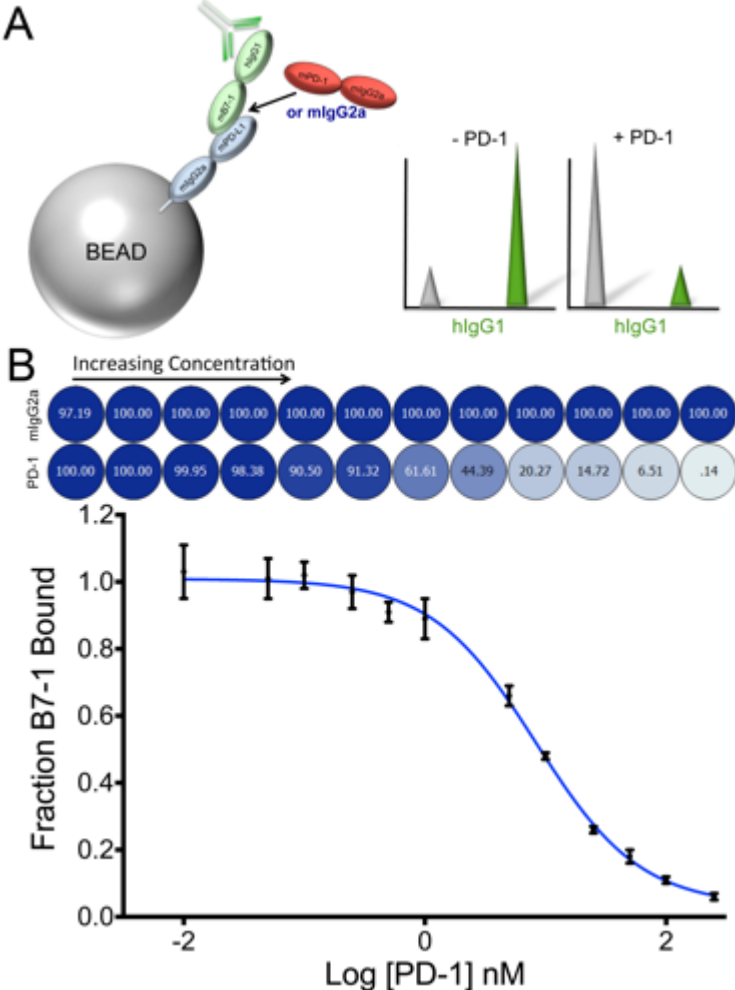 A
hIgG1
mB7-1
mPD-L1
mIgG2a
mPD-1
mIgG2a
or mIgG2a
BEAD
- PD-1
+ PD-1
hIgG1
hIgG1
B
Increasing Concentration
mIgG2a
97.19 100.00 100.00 100.00 100.00 100.00 100.00 100.00 100.00 100.00 100.00 100.00
PD-1
100.00 100.00 99.95 98.38 90.50 91.32 61.61 44.39 20.27 14.72 6.51 .14
1.2
1.0
0.8
0.6
0.4
0.2
0.0
Fraction B7-1 Bound
-2 0 2
Log [PD-1] nM